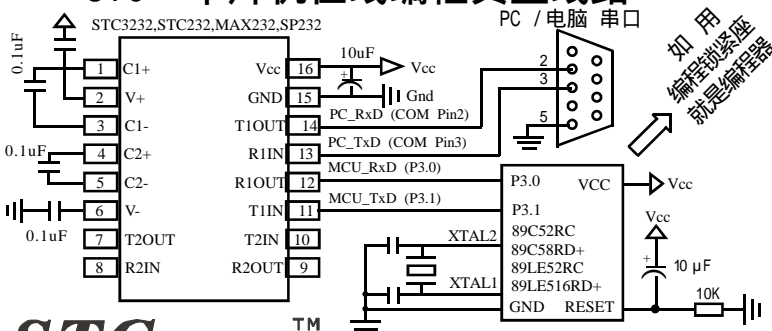 STC3232,STC232,MAX232,SP232
PC /电脑 串口
如 用
编程锁紧座
就是编程器
0.1uF
1 C1+
2 V+
3 C1-
4 C2+
5 C2-
6 V-
7 T2OUT
8 R2IN
0.1uF
0.1uF
Vcc 16
GND 15
T1OUT 14
R1IN 13
R1OUT 12
T1IN 11
T2IN 10
R2OUT 9
10uF
+
Vcc
Gnd
PC_RxD (COM Pin2)
PC_TxD (COM Pin3)
MCU_RxD (P3.0)
MCU_TxD (P3.1)
2
3
5
P3.0 VCC
P3.1
89C52RC
89C58RD+
89LE52RC
89LE516RD+
GND RESET
Vcc
XTAL2
XTAL1
Vcc
+
10 μF
10K
STC
TM